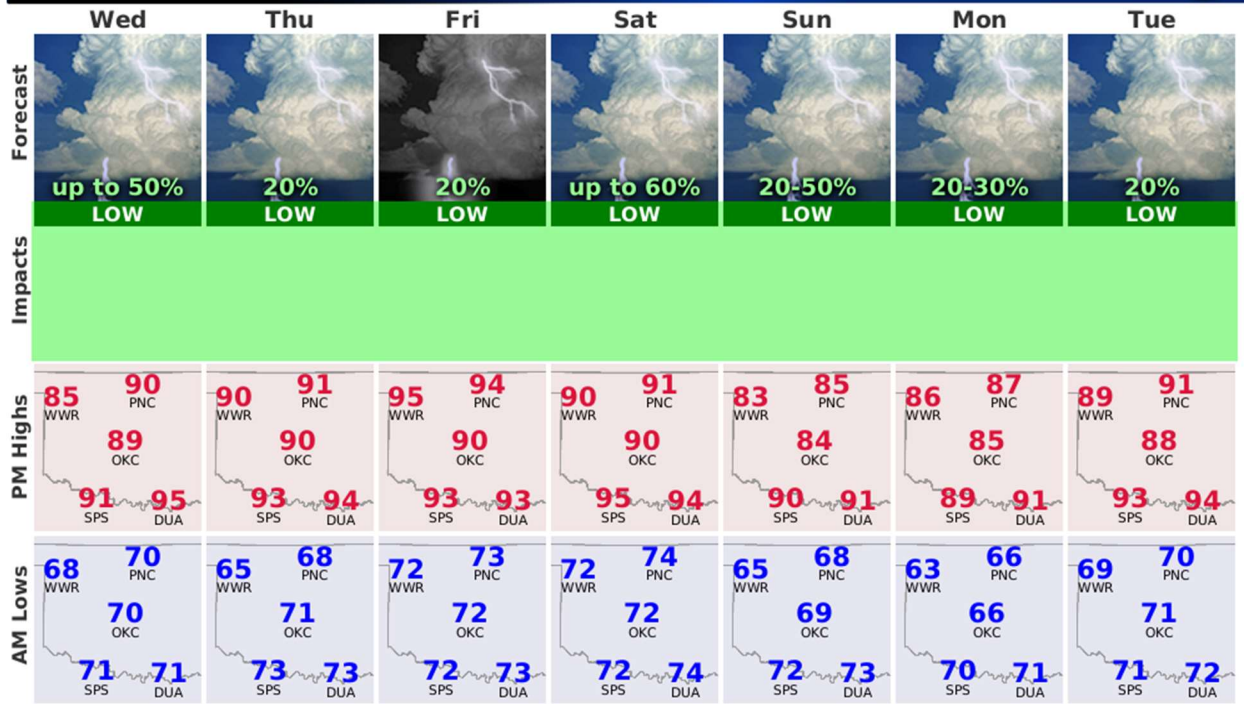 Wed Thu Fri Sat Sun Mon Tue
Forecast
up to 50% 20% 20% up to 60% 20-50% 20-30% 20%
LOW LOW LOW LOW LOW LOW LOW
Impacts
PM Highs
90 91 94 91 85 87 91
85 PNC 90 PNC 95 PNC 90 PNC 83 PNC 86 PNC 89 PNC
WWR WWR WWR WWR WWR WWR WWR
89 90 90 90 84 85 88
OKC OKC OKC OKC OKC OKC OKC
91 95 93 94 93 93 95 94 90 91 89 91 93 94
SPS DUA SPS DUA SPS DUA SPS DUA SPS DUA SPS DUA SPS DUA
AM Lows
70 68 73 74 68 66 70
68 PNC 65 PNC 72 PNC 72 PNC 65 PNC 63 PNC 69 PNC
WWR WWR WWR WWR WWR WWR WWR
70 71 72 72 69 66 71
OKC OKC OKC OKC OKC OKC OKC
71 71 73 73 72 73 72 74 72 73 70 71 71 72
SPS DUA SPS DUA SPS DUA SPS DUA SPS DUA SPS DUA SPS DUA